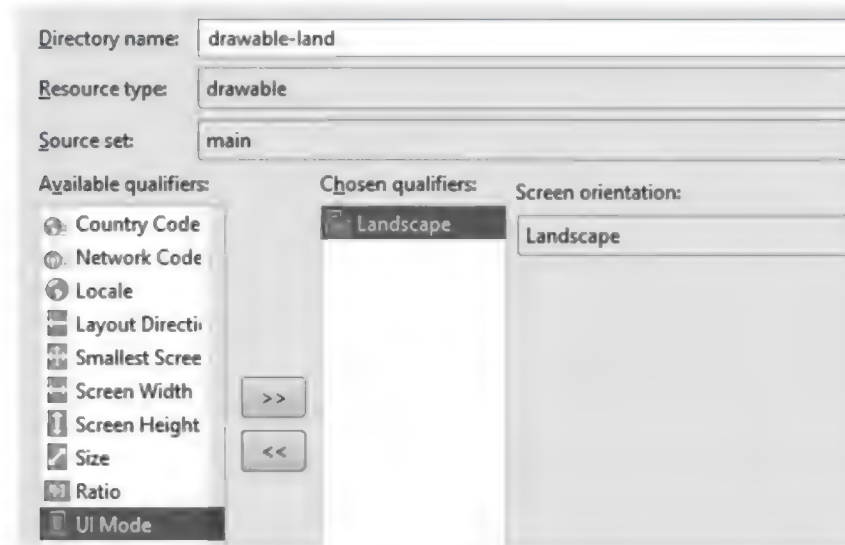 Directory name: drawable-land
Resource type: drawable
Source set: main
Available qualifiers:
Country Code
Network Code
Locale
Layout Directi
Smallest Scree
Screen Width
Screen Height
Size
Ratio
UI Mode
>>
<<
Chosen qualifiers:
Landscape
Screen orientation:
Landscape